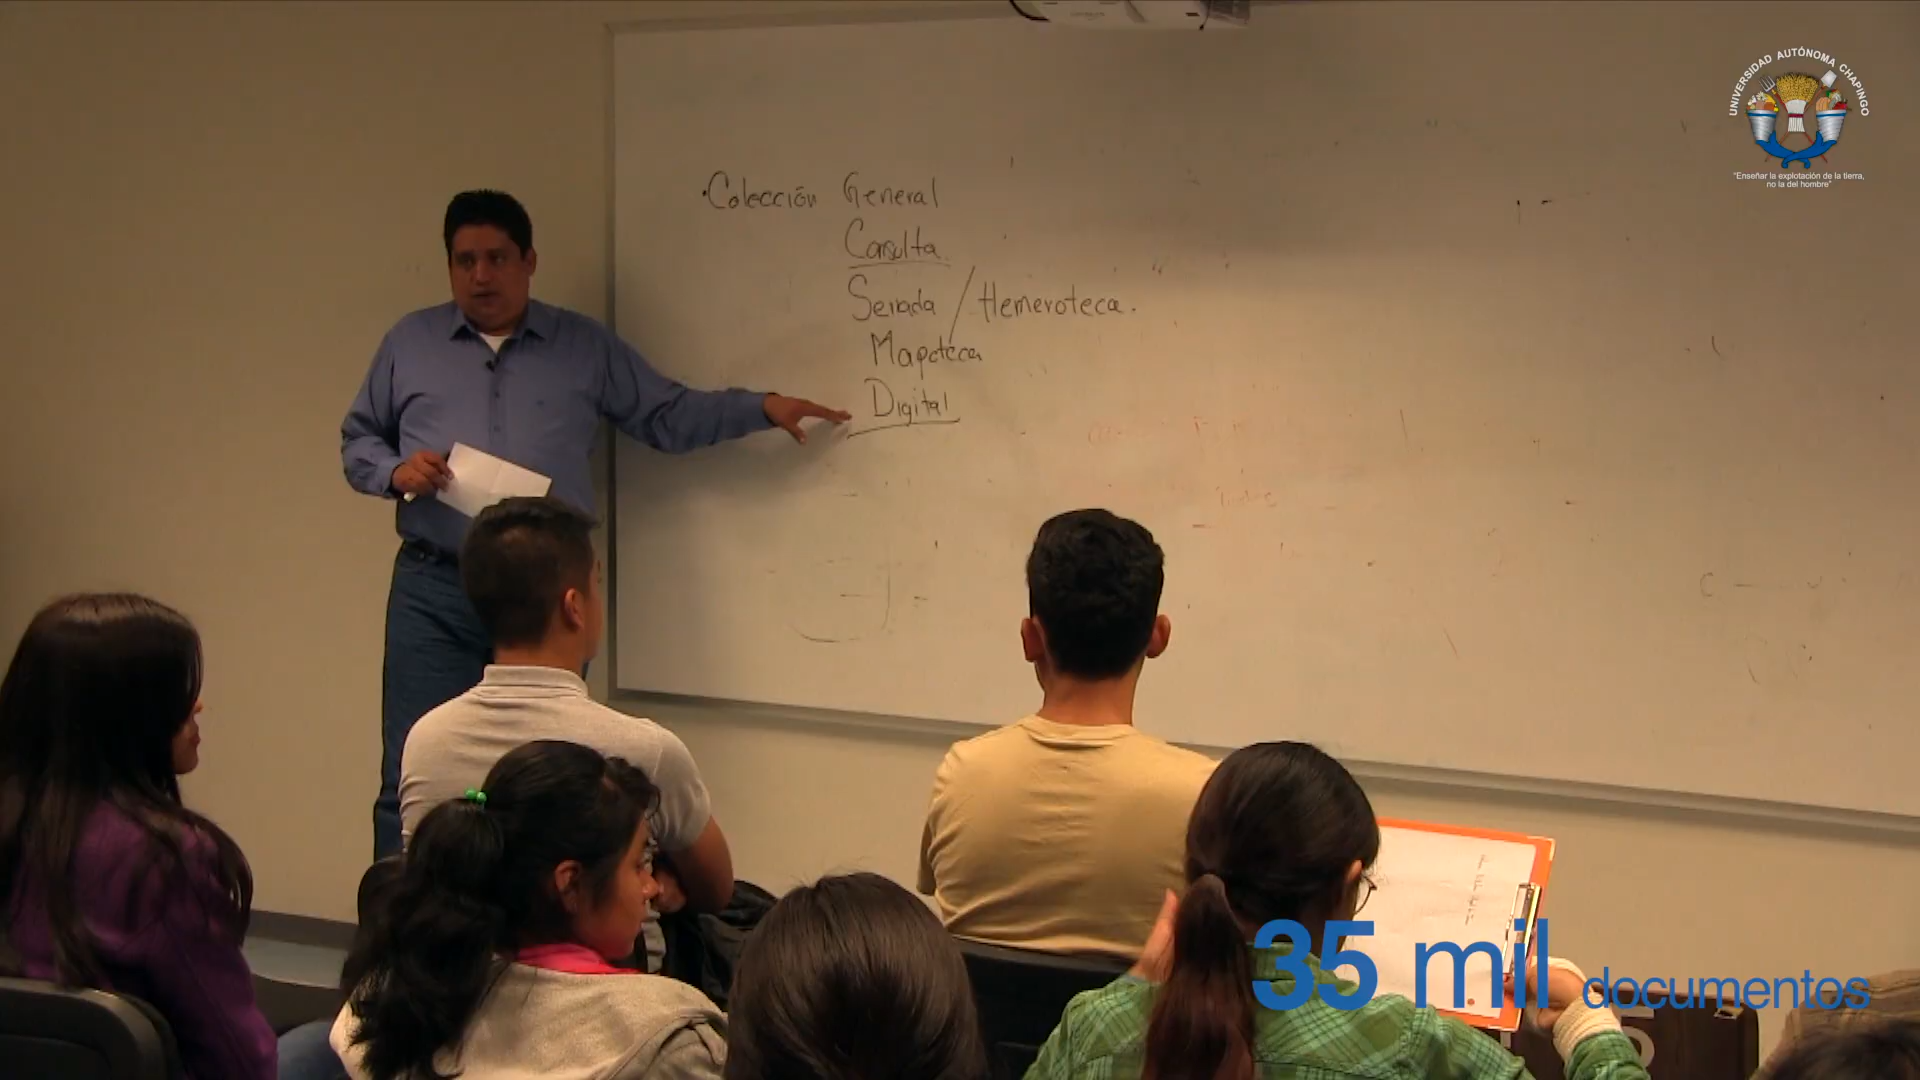 UNIVERSIDAD AUTÓNOMA CHAPINGO
"Enseñar la explotación de la tierra,
no la del hombre"
·Colección General
Consulta
Seriada / Hemeroteca.
Mapoteca
Digital
35 mil documentos